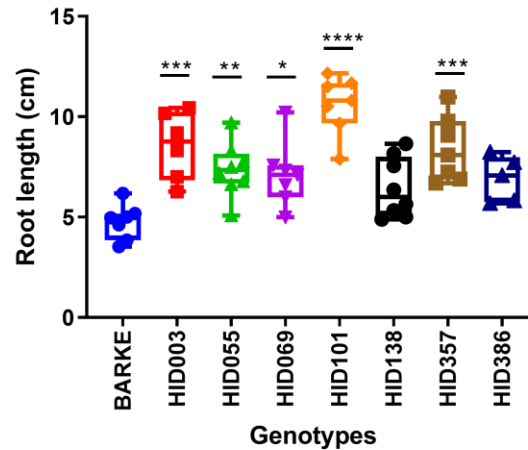 ****
***
**
*
***
15
10
5
0
Root length (cm)
BARKE
HID003
HID055
HID069
HID101
HID138
HID357
HID386
Genotypes